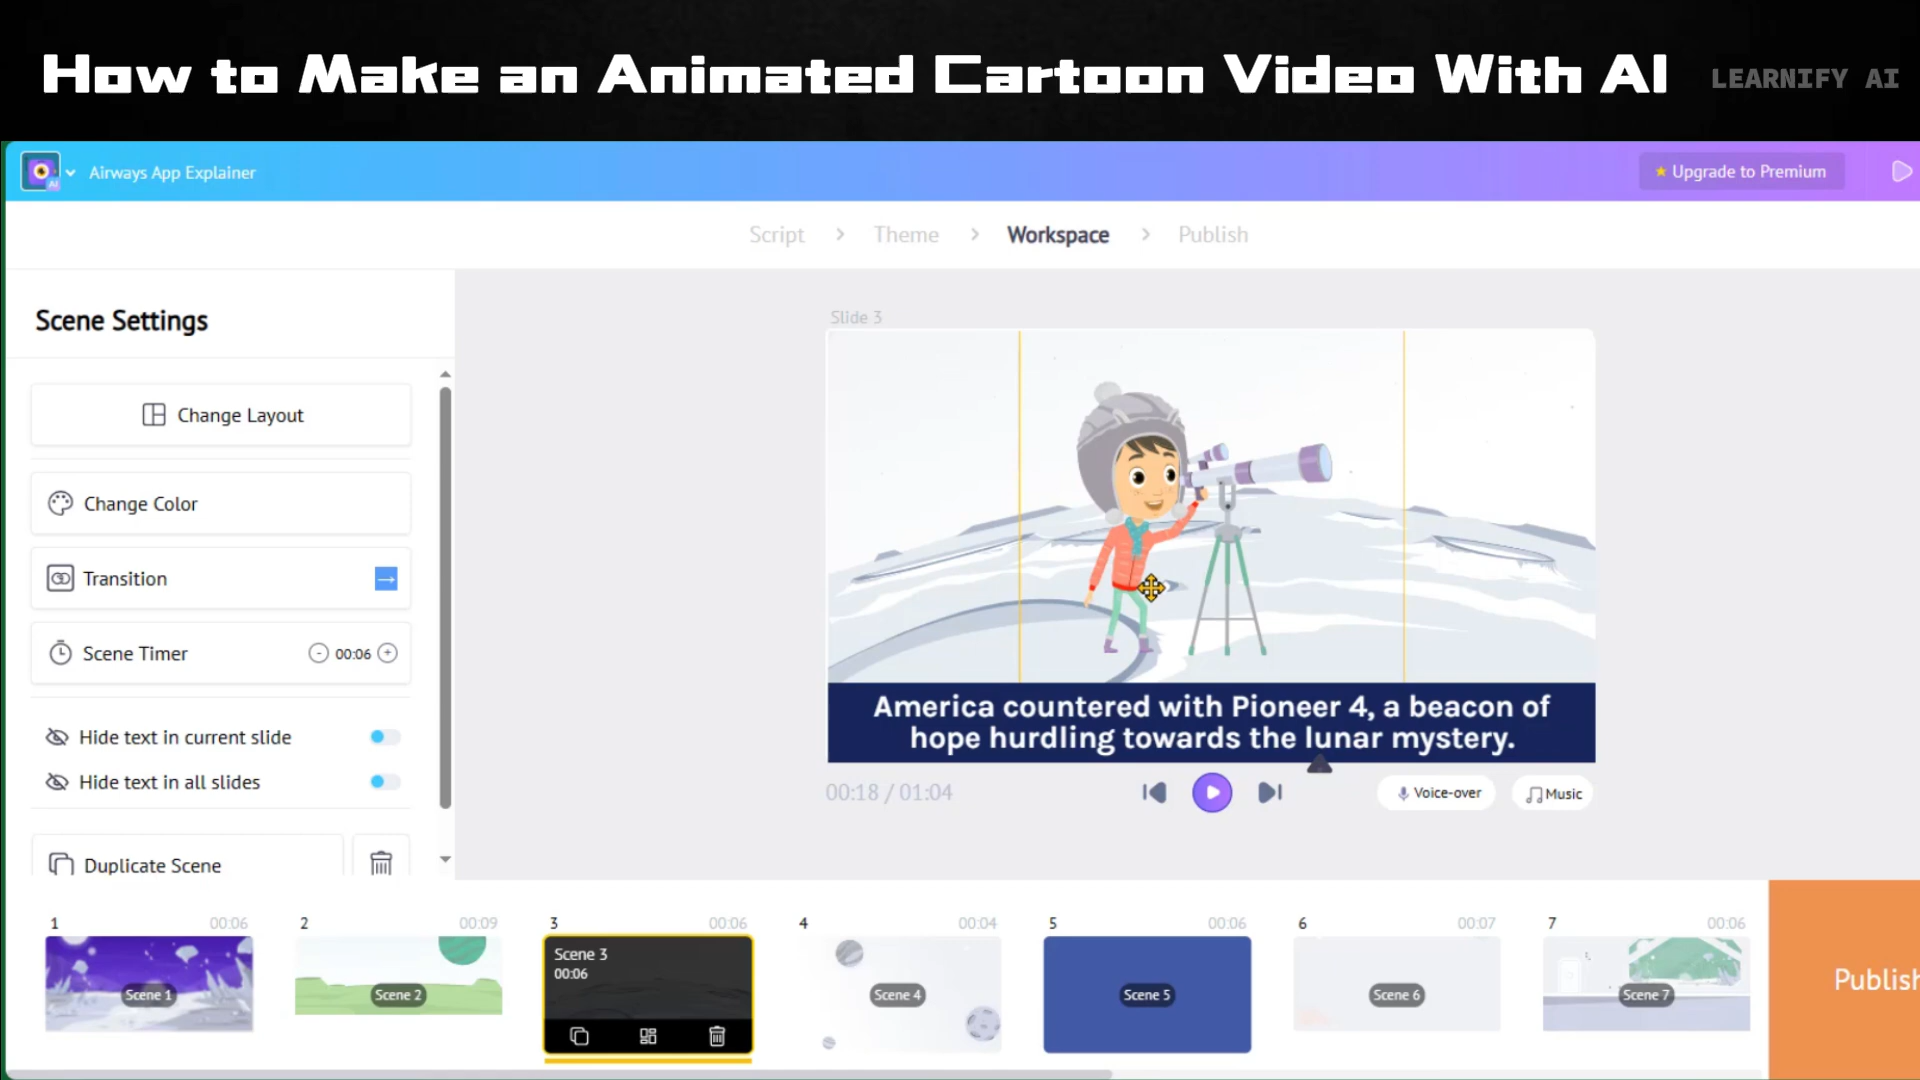 How to Make an Animated Cartoon Video With AI
LEARNIFY AI
AI
Airways App Explainer
Upgrade to Premium
Script > Theme > Workspace > Publish
Scene Settings
Slide 3
Change Layout
Change Color
Transition
Scene Timer
00:06
Hide text in current slide
Hide text in all slides
Duplicate Scene
America countered with Pioneer 4, a beacon of
hope hurdling towards the lunar mystery.
00:18 / 01:04
Voice-over
Music
1 00:06
2 00:09
3 00:06
4 00:04
5 00:06
6 00:07
7 00:06
Scene 1
Scene 2
Scene 3
00:06
Scene 4
Scene 5
Scene 6
Scene 7
Publish